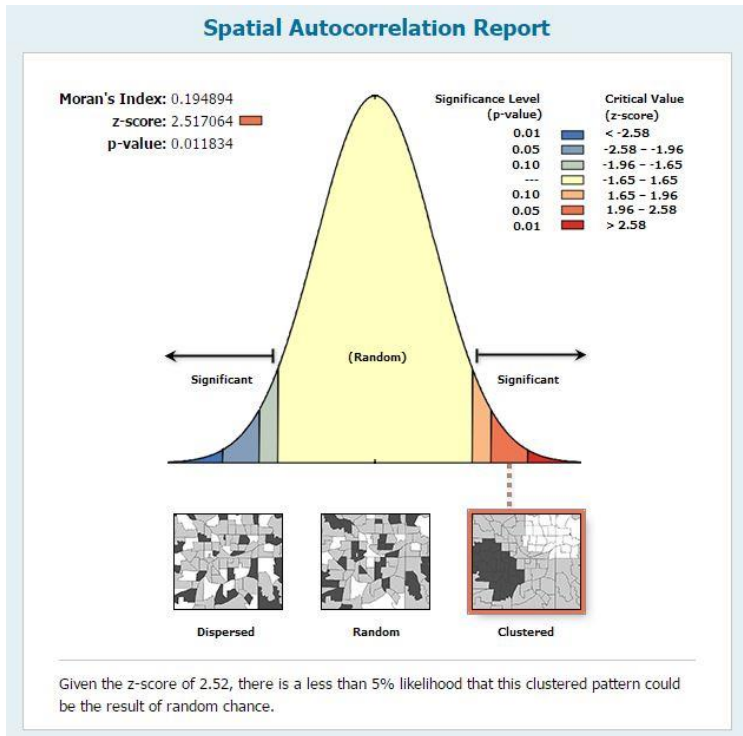 Spatial Autocorrelation Report
Moran's Index: 0.194894
z-score: 2.517064
p-value: 0.011834
Significance Level
(p-value)
Critical Value
(z-score)
0.01 < -2.58
0.05 -2.58 – -1.96
0.10 -1.96 – -1.65
--- -1.65 – 1.65
0.10 1.65 – 1.96
0.05 1.96 – 2.58
0.01 > 2.58
(Random)
Significant
Significant
Dispersed
Random
Clustered
Given the z-score of 2.52, there is a less than 5% likelihood that this clustered pattern could
be the result of random chance.